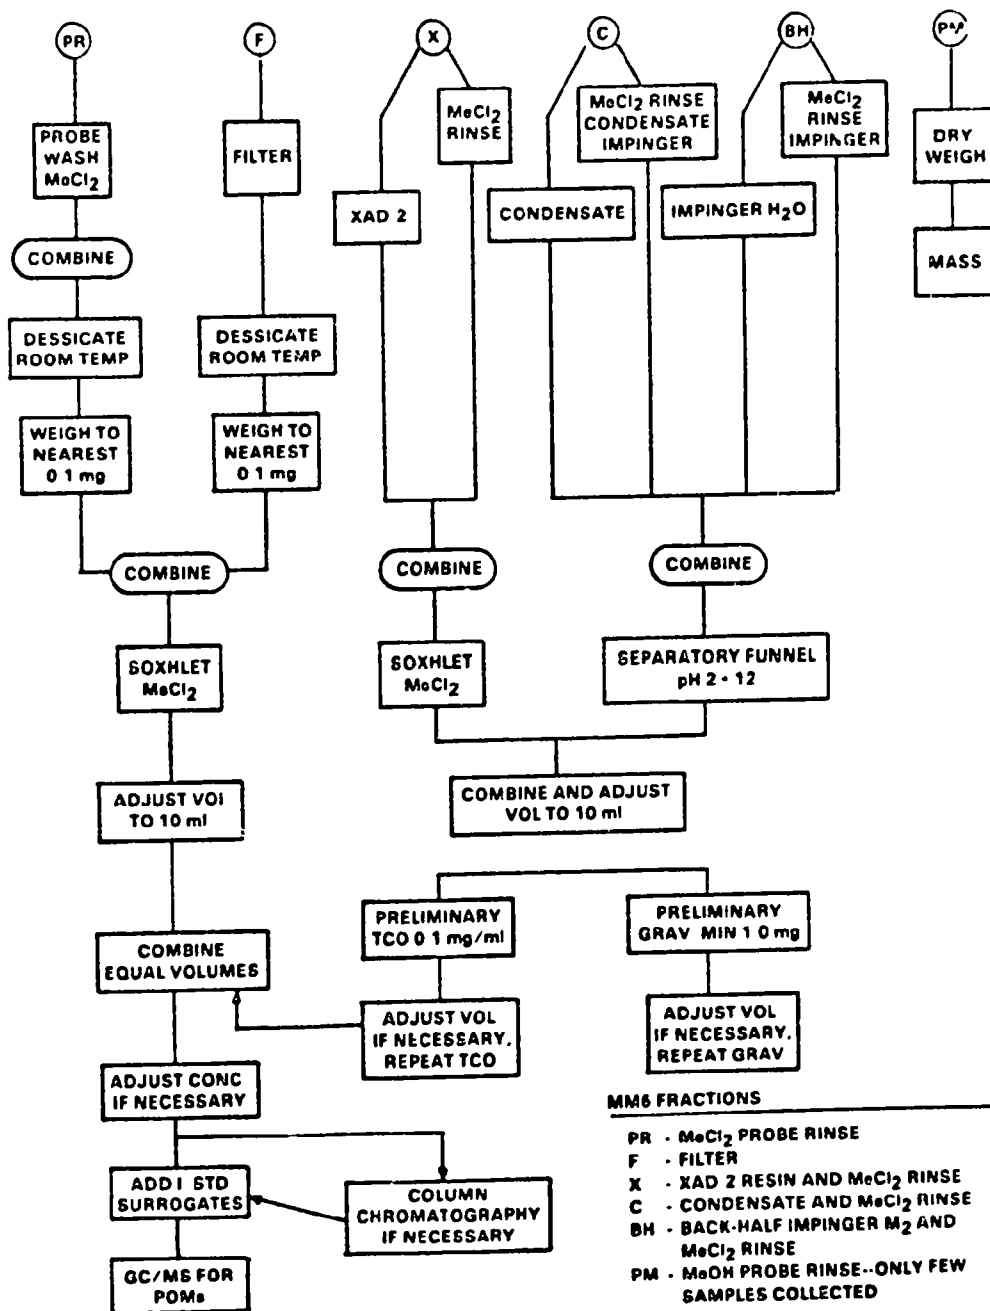 PR
F
X
C
BH
PROBE
WASH
MeCl2
FILTER
MeCl2
RINSE
XAD 2
MeCl2 RINSE
CONDENSATE
IMPINGER
CONDENSATE
MeCl2
RINSE
IMPINGER
IMPINGER H2O
DRY
WEIGH
MASS
COMBINE
DESSICATE
ROOM TEMP
DESSICATE
ROOM TEMP
WEIGH TO
NEAREST
0 1 mg
WEIGH TO
NEAREST
0 1 mg
COMBINE
COMBINE
COMBINE
SOXHLET
MeCl2
SOXHLET
MeCl2
SEPARATORY FUNNEL
pH 2 - 12
ADJUST VOL
TO 10 ml
COMBINE AND ADJUST
VOL TO 10 ml
PRELIMINARY
TCO 0 1 mg/ml
PRELIMINARY
GRAV MIN 1 0 mg
COMBINE
EQUAL VOLUMES
ADJUST VOL
IF NECESSARY.
REPEAT TCO
ADJUST VOL
IF NECESSARY.
REPEAT GRAV
ADJUST CONC
IF NECESSARY
ADD I STD
SURROGATES
COLUMN
CHROMATOGRAPHY
IF NECESSARY
GC/MS FOR
POMs
MM5 FRACTIONS
PR - MeCl2 PROBE RINSE
F - FILTER
X - XAD 2 RESIN AND MeCl2 RINSE
C - CONDENSATE AND MeCl2 RINSE
BH - BACK-HALF IMPINGER M2 AND
MeCl2 RINSE
PM - MeOH PROBE RINSE--ONLY FEW
SAMPLES COLLECTED